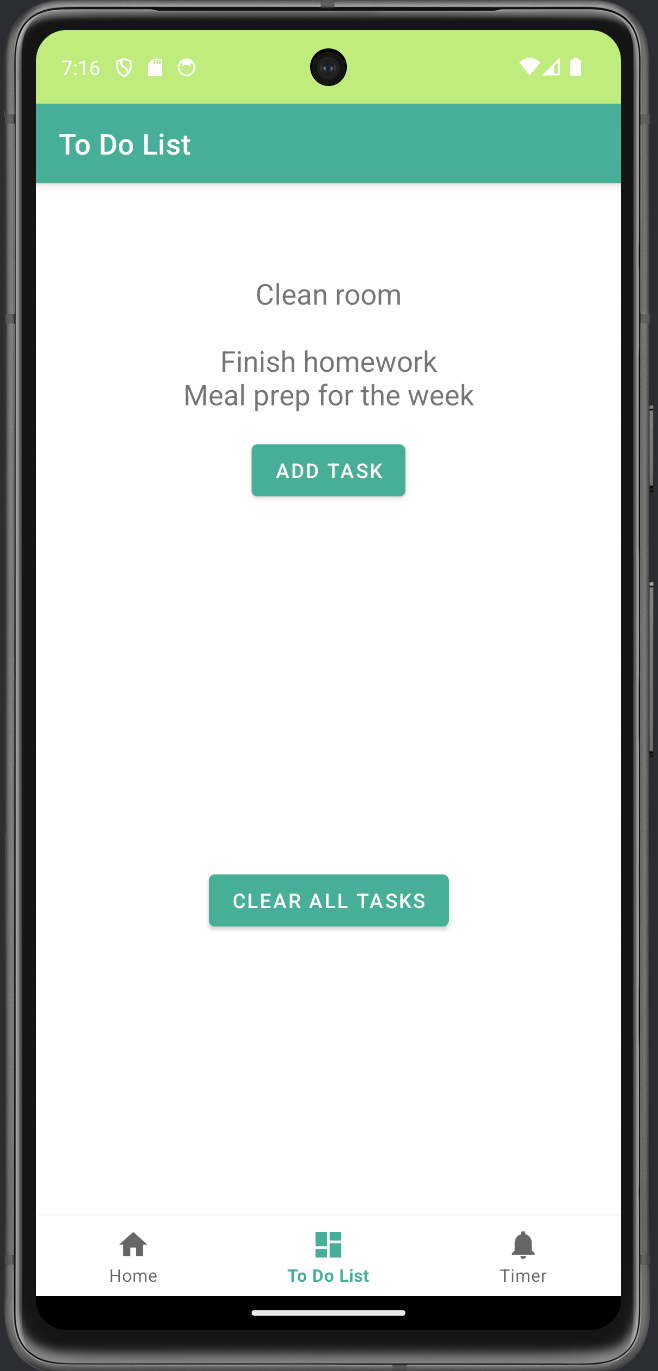 7:16
To Do List
Clean room
Finish homework
Meal prep for the week
ADD TASK
CLEAR ALL TASKS
Home
To Do List
Timer